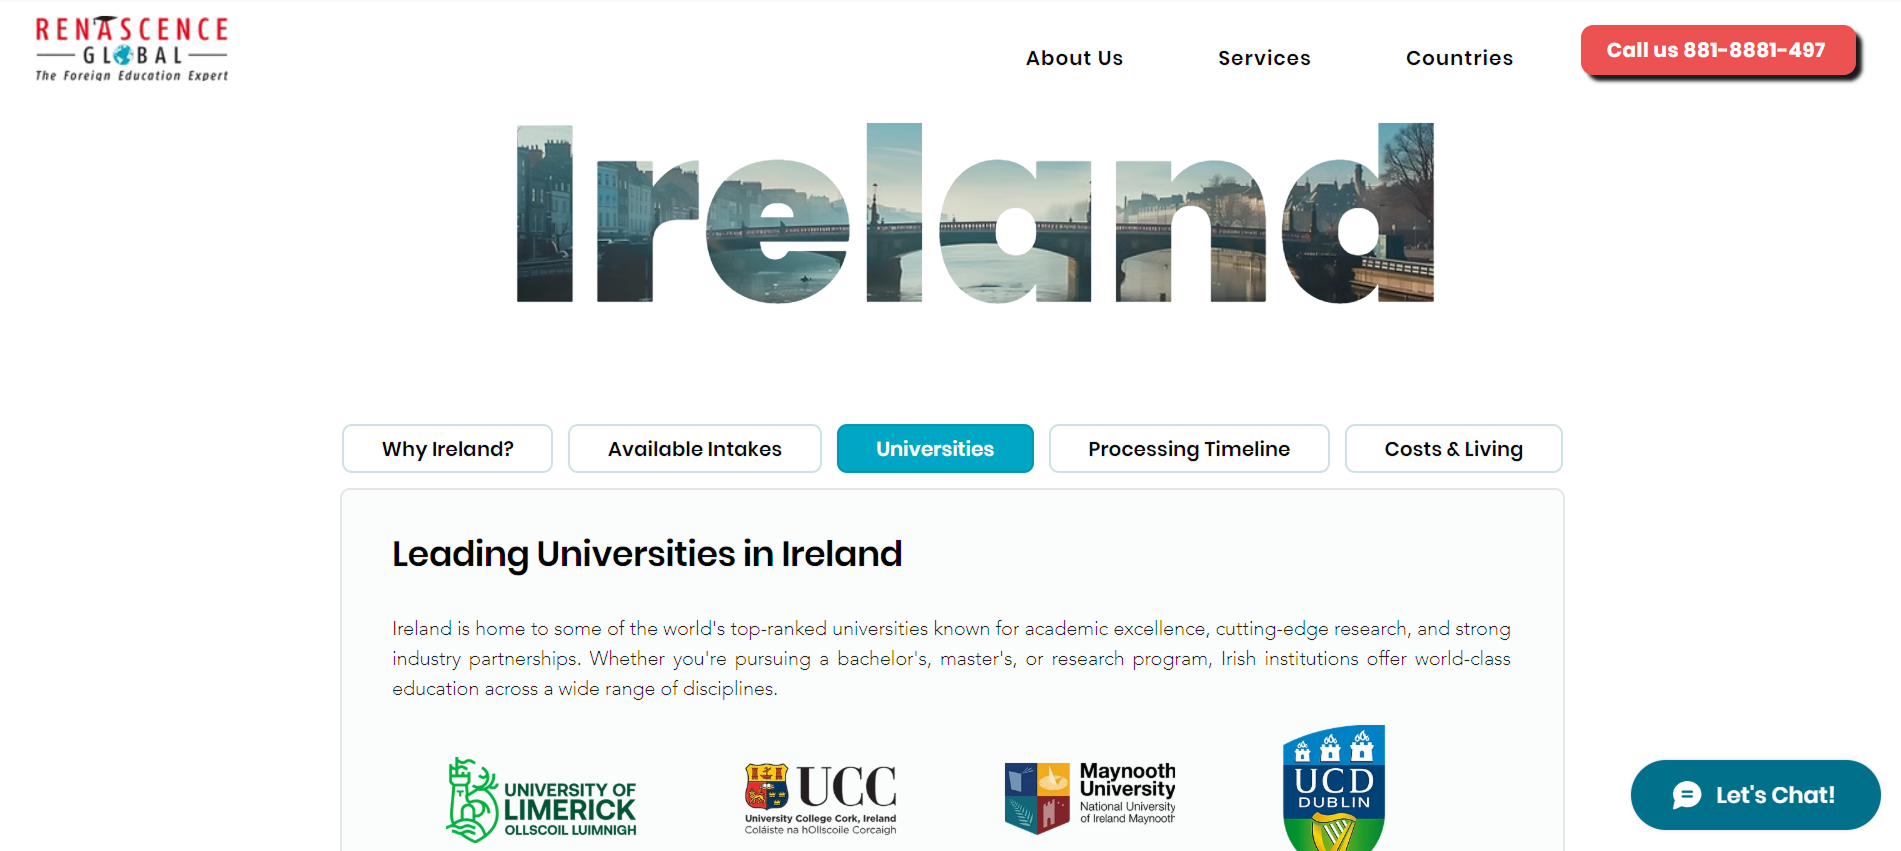 RENASCENCE
GLOBAL
The Foreign Education Expert
About Us
Services
Countries
Call us 881-8881-497
Ireland
Why Ireland?
Available Intakes
Universities
Processing Timeline
Costs & Living
Leading Universities in Ireland
Ireland is home to some of the world's top-ranked universities known for academic excellence, cutting-edge research, and strong
industry partnerships. Whether you're pursuing a bachelor's, master's, or research program, Irish institutions offer world-class
education across a wide range of disciplines.
UNIVERSITY OF
LIMERICK
OLLSCOIL LUIMNIGH
UCC
University College Cork, Ireland
Coláiste na hOllscoile Corcaigh
Maynooth
University
National University
of Ireland Maynooth
UCD
DUBLIN
Let's Chat!